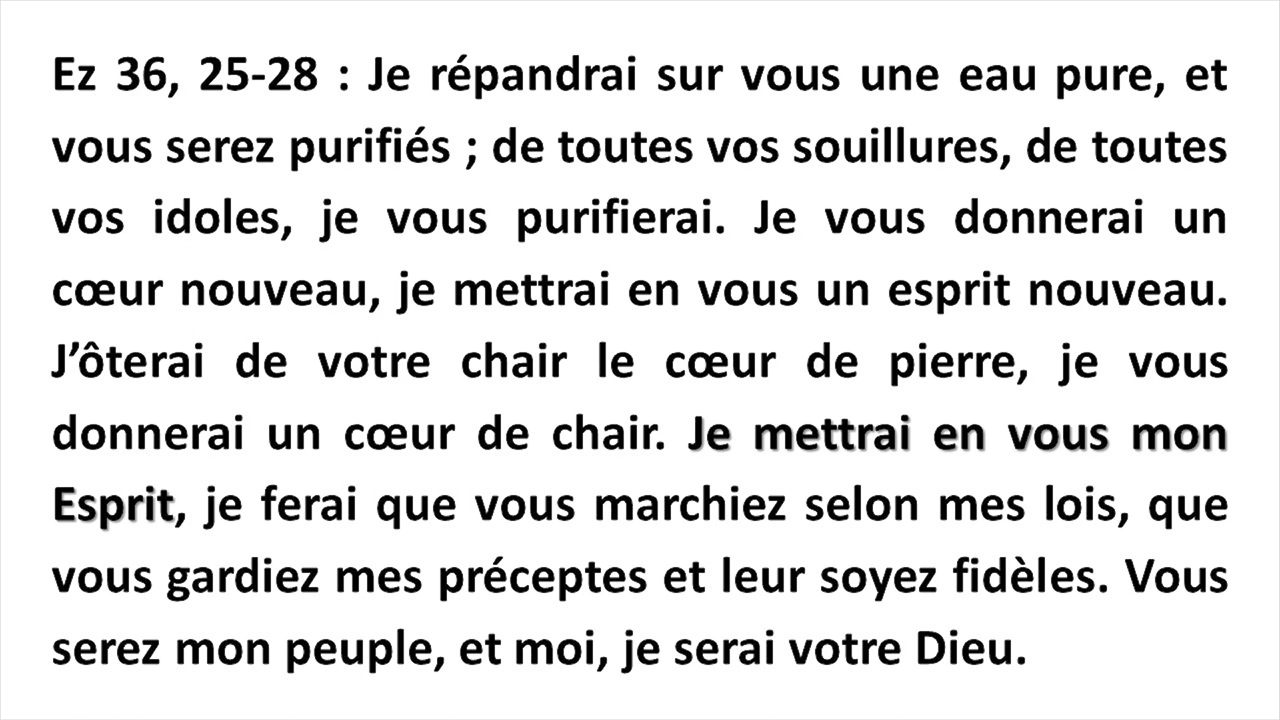 Ez 36, 25-28 : Je répandrai sur vous une eau pure, et
vous serez purifiés ; de toutes vos souillures, de toutes
vos idoles, je vous purifierai. Je vous donnerai un
cœur nouveau, je mettrai en vous un esprit nouveau.
J’ôterai de votre chair le cœur de pierre, je vous
donnerai un cœur de chair. Je mettrai en vous mon
Esprit, je ferai que vous marchiez selon mes lois, que
vous gardiez mes préceptes et leur soyez fidèles. Vous
serez mon peuple, et moi, je serai votre Dieu.